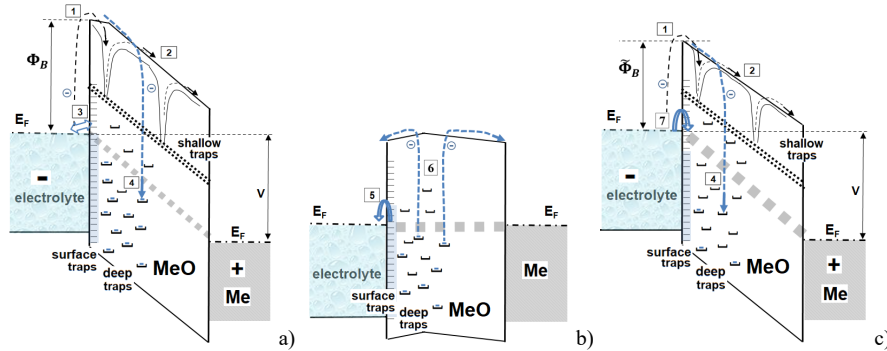 1
2
Φ_B
3
E_F
shallow
traps
-
electrolyte
4
V
E_F
surface
traps
deep
traps
MeO
+
Me
a)
6
5
E_F
E_F
electrolyte
surface
traps
deep
traps
MeO
Me
b)
1
2
Φ̃_B
7
E_F
shallow
traps
-
electrolyte
4
V
E_F
surface
traps
deep
traps
MeO
+
Me
c)